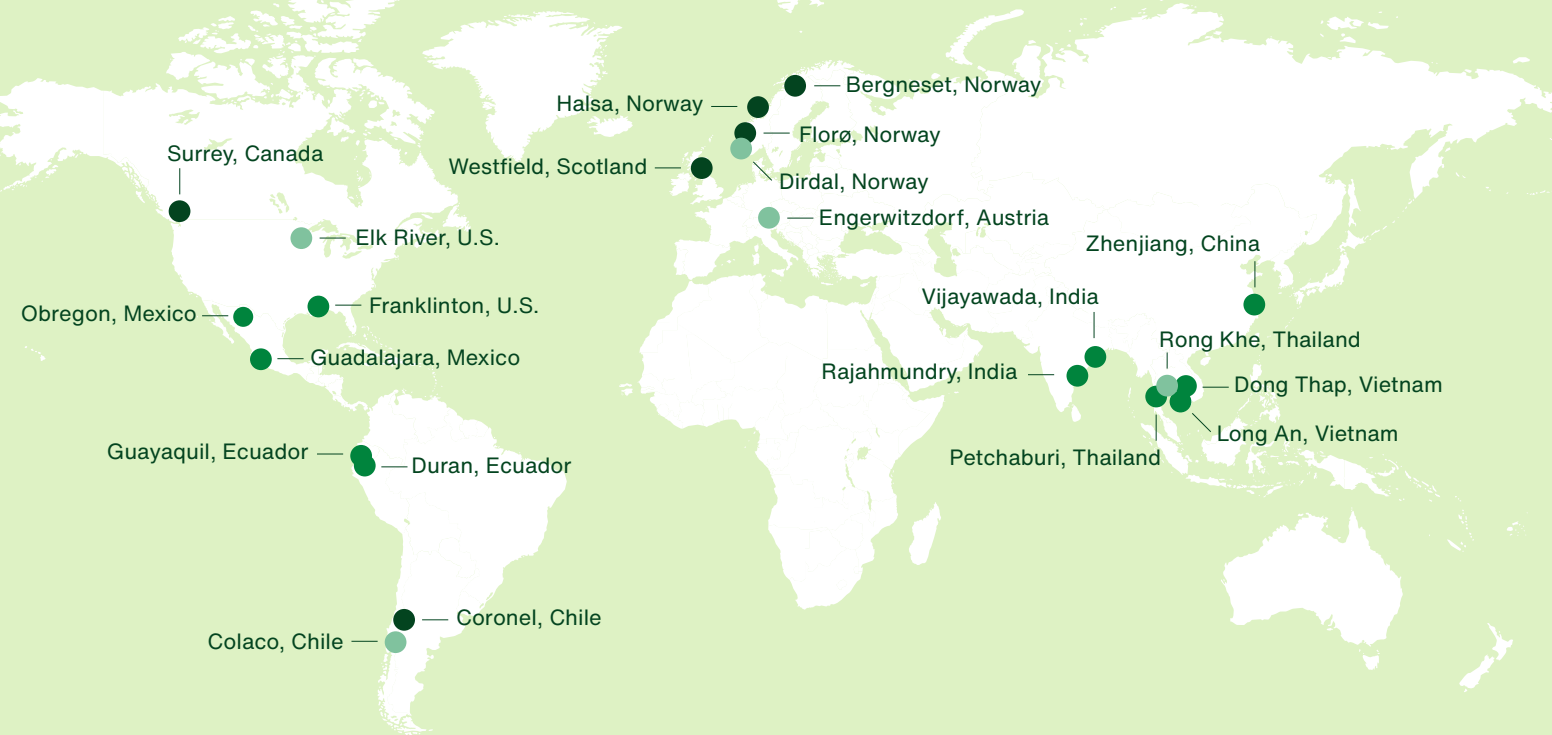 Bergneset, Norway
Halsa, Norway
Florø, Norway
Surrey, Canada
Westfield, Scotland
Dirdal, Norway
Engerwitzdorf, Austria
Elk River, U.S.
Zhenjiang, China
Vijayawada, India
Franklinton, U.S.
Obregon, Mexico
Rong Khe, Thailand
Guadalajara, Mexico
Rajahmundry, India
Dong Thap, Vietnam
Long An, Vietnam
Guayaquil, Ecuador
Petchaburi, Thailand
Duran, Ecuador
Coronel, Chile
Colaco, Chile